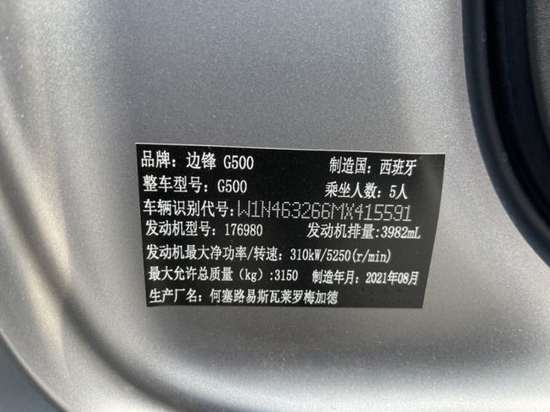 品牌：边锋 G500 制造国：西班牙
整车型号：G500 乘坐人数：5人
车辆识别代号：W1N463266MX415591
发动机型号：176980 发动机排量：3982mL
发动机最大净功率/转速：310kW/5250(r/min)
最大允许总质量（kg）:3150 制造年月：2021年08月
生产厂名：何塞路易斯瓦莱罗梅加德